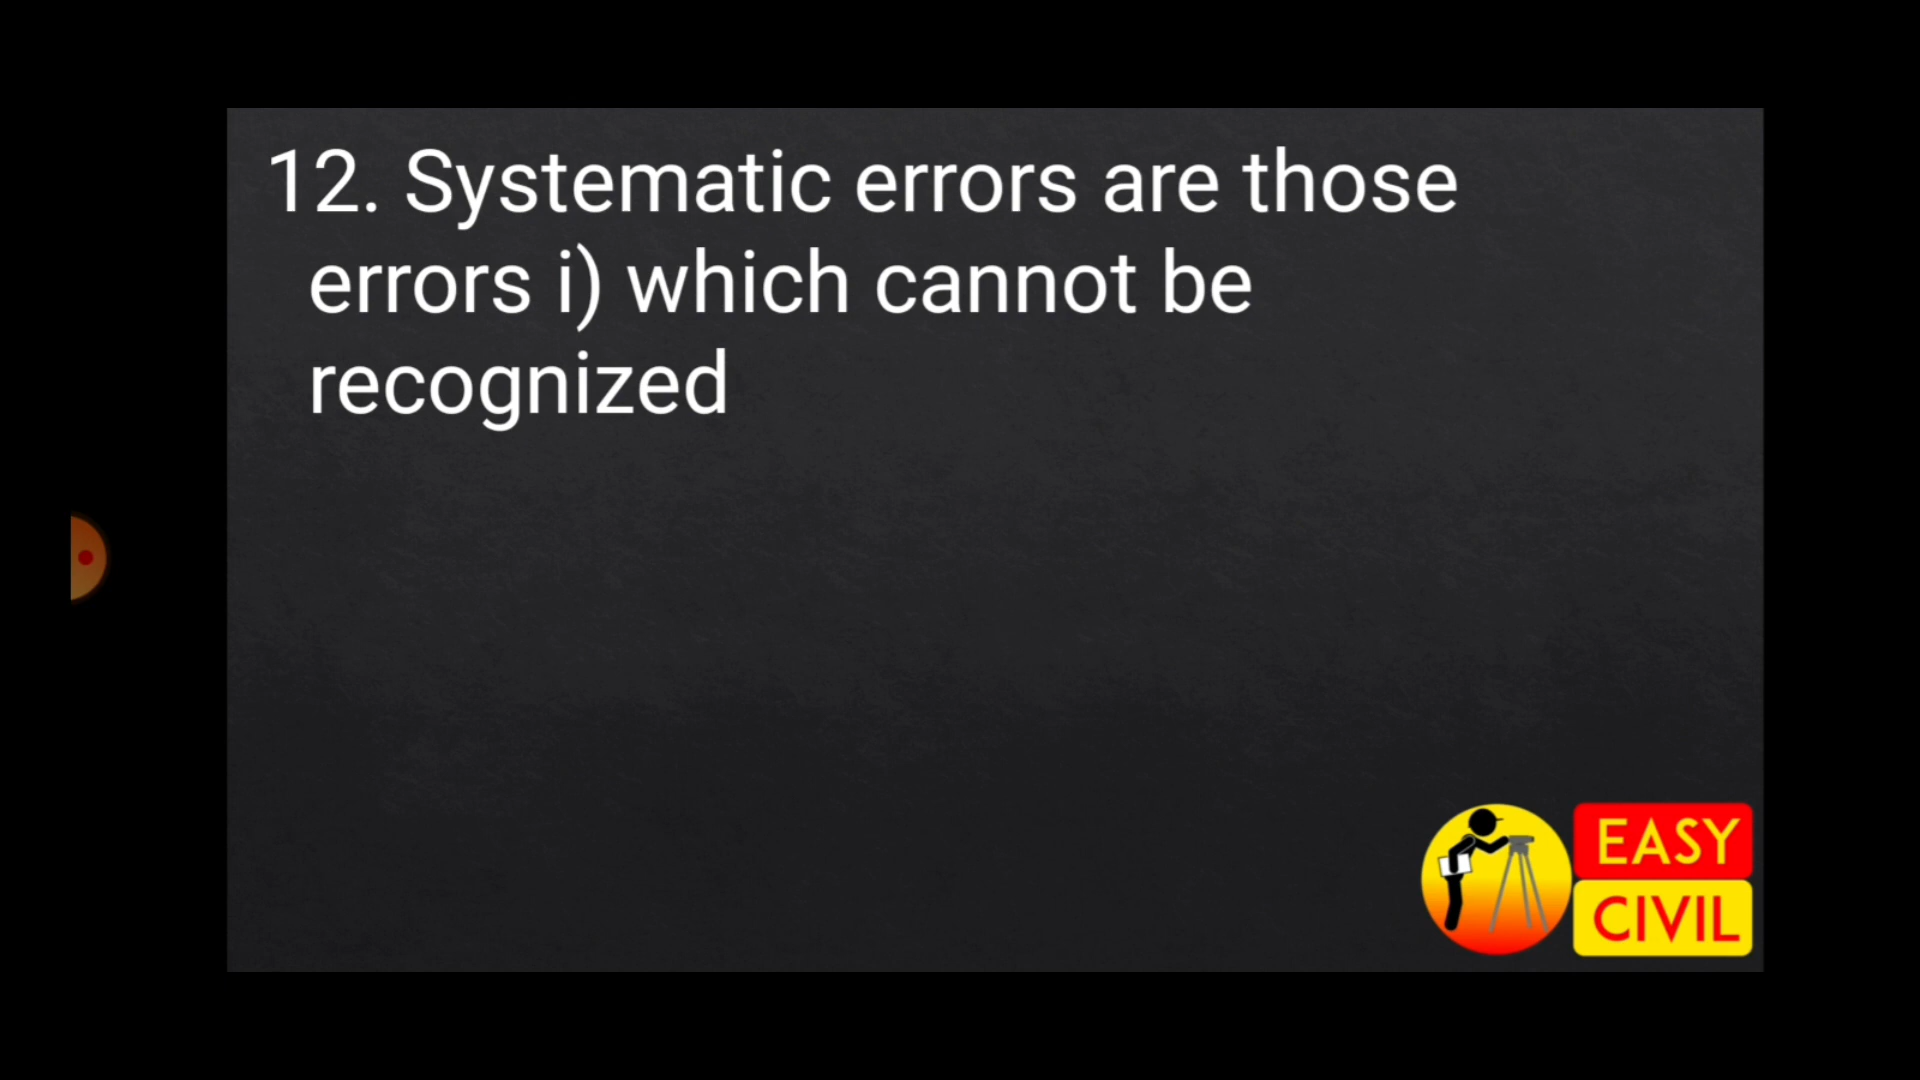 12. Systematic errors are those
errors i) which cannot be
recognized
EASY
CIVIL